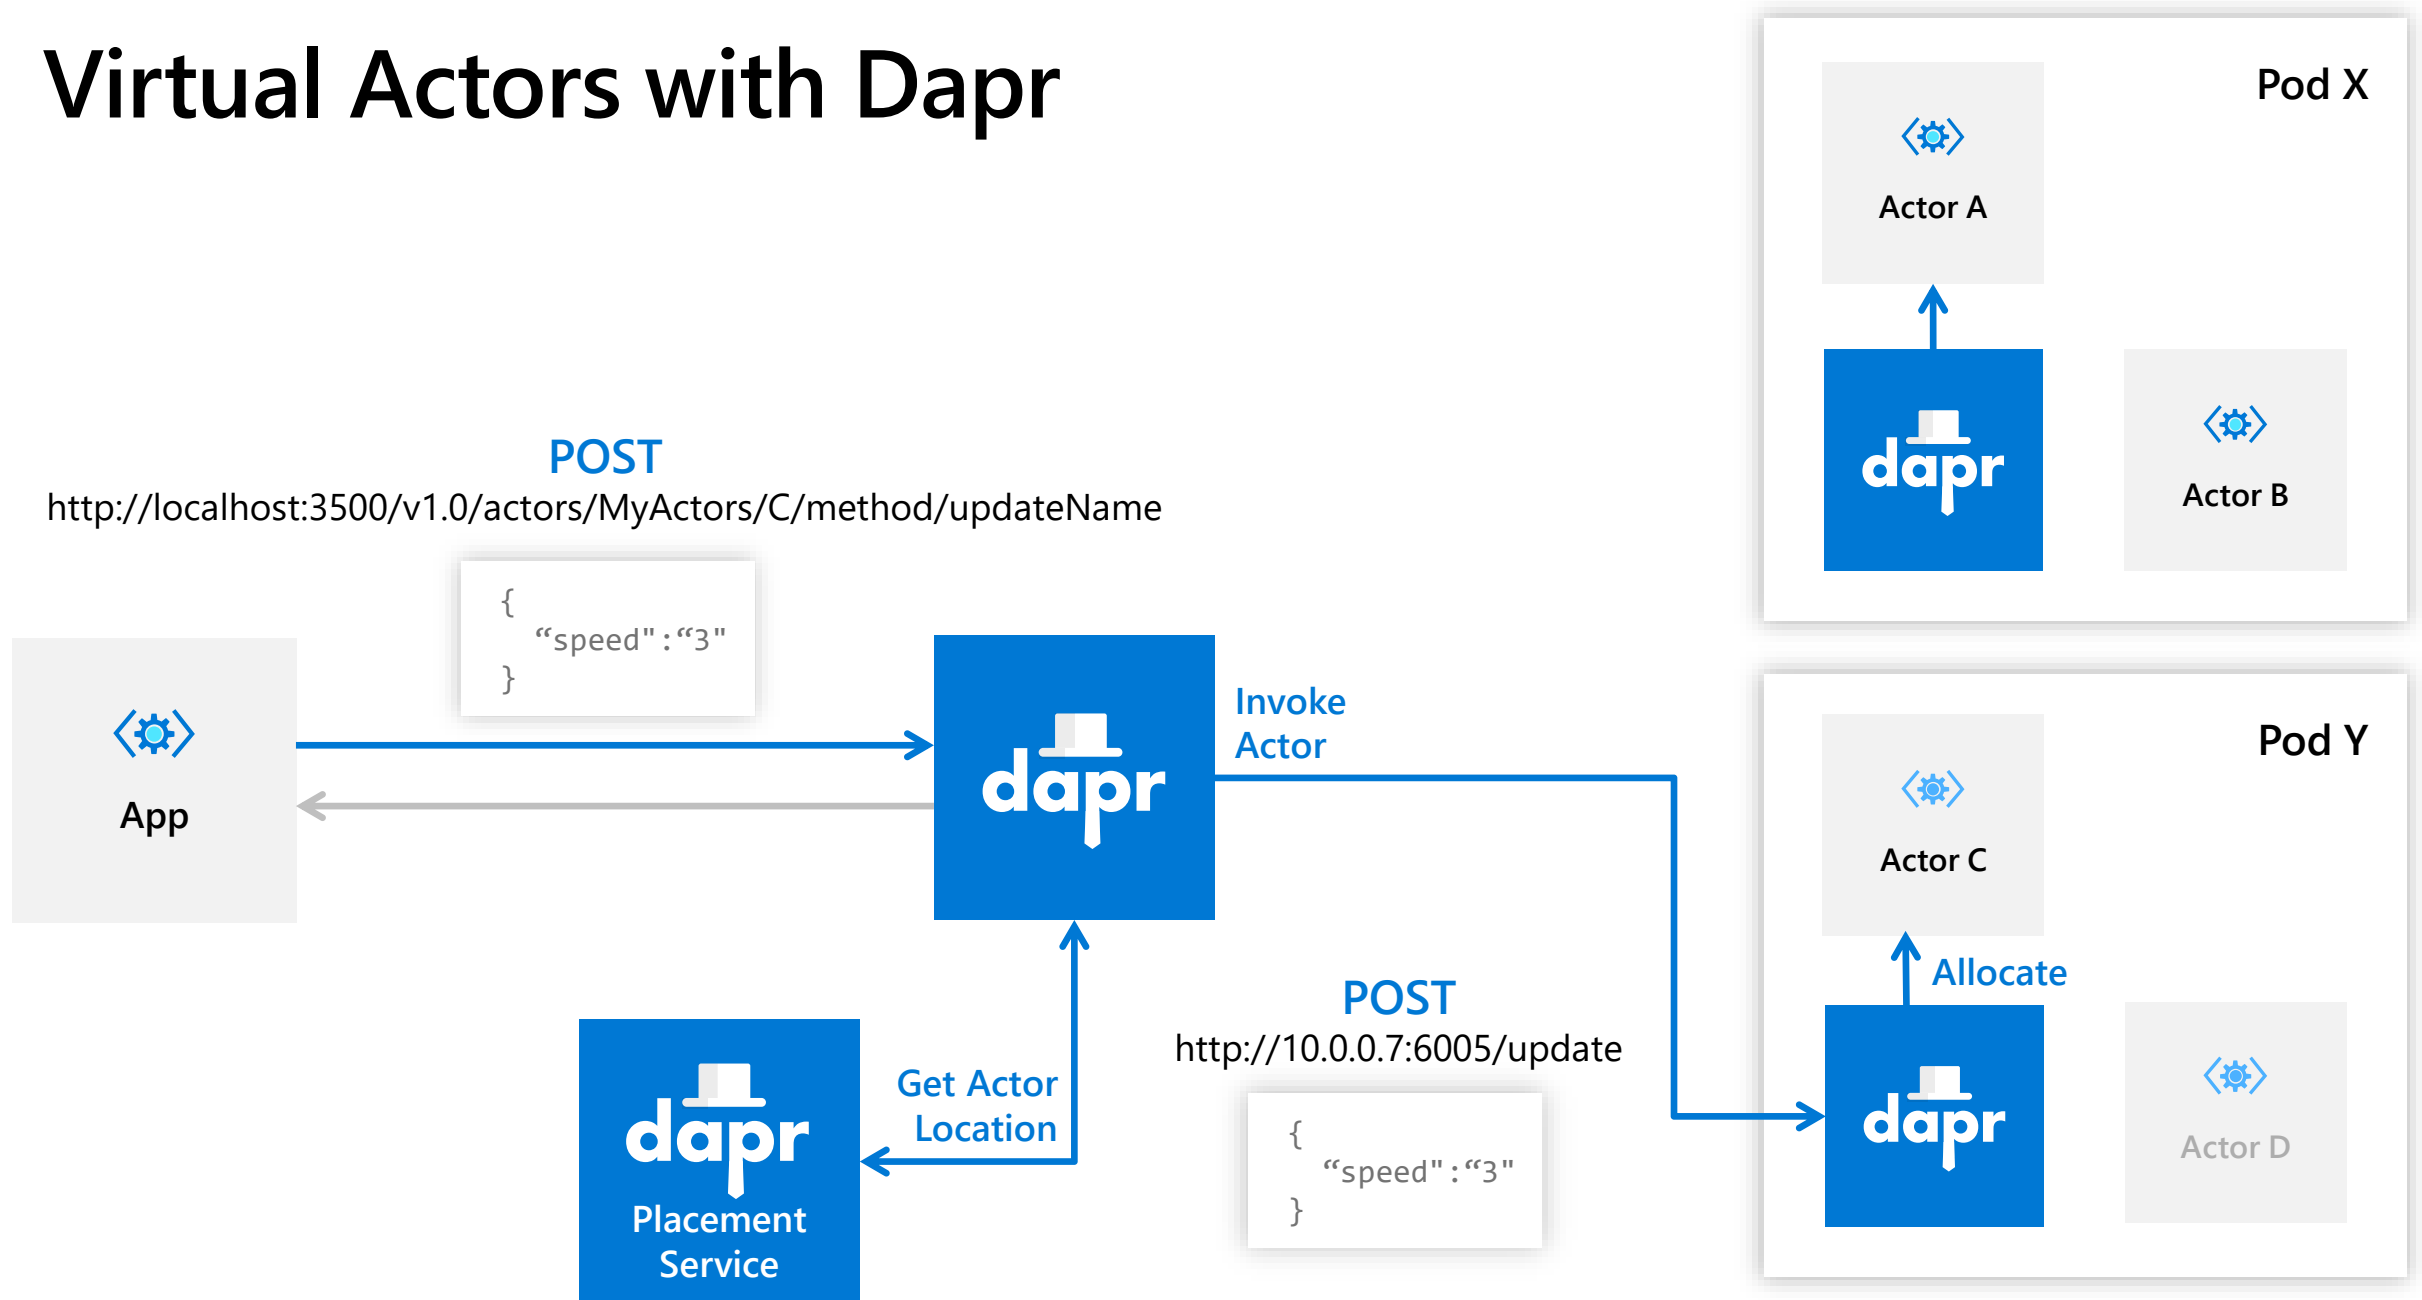 Virtual Actors with Dapr
Pod X
Actor A
dapr
Actor B
POST
http://localhost:3500/v1.0/actors/MyActors/C/method/updateName
{
“speed":“3"
}
App
dapr
Invoke
Actor
Pod Y
Actor C
Allocate
dapr
Actor D
POST
http://10.0.0.7:6005/update
{
“speed":“3"
}
Get Actor
Location
dapr
Placement
Service